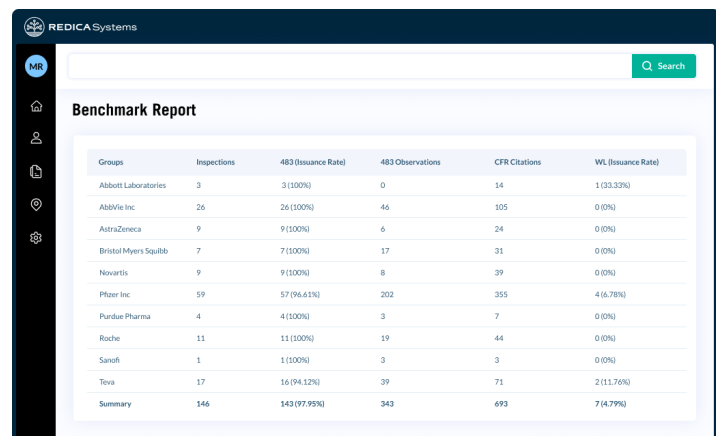 REDICA Systems
MR
Search
Benchmark Report
Groups Inspections 483 (Issuance Rate) 483 Observations CFR Citations WL (Issuance Rate)
Abbott Laboratories 3 3 (100%) 0 14 1 (33.33%)
AbbVie Inc 26 26 (100%) 46 105 0 (0%)
AstraZeneca 9 9 (100%) 6 24 0 (0%)
Bristol Myers Squibb 7 7 (100%) 17 31 0 (0%)
Novartis 9 9 (100%) 8 39 0 (0%)
Pfizer Inc 59 57 (96.61%) 202 355 4 (6.78%)
Purdue Pharma 4 4 (100%) 3 7 0 (0%)
Roche 11 11 (100%) 19 44 0 (0%)
Sanofi 1 1 (100%) 3 3 0 (0%)
Teva 17 16 (94.12%) 39 71 2 (11.76%)
Summary 146 143 (97.95%) 343 693 7 (4.79%)